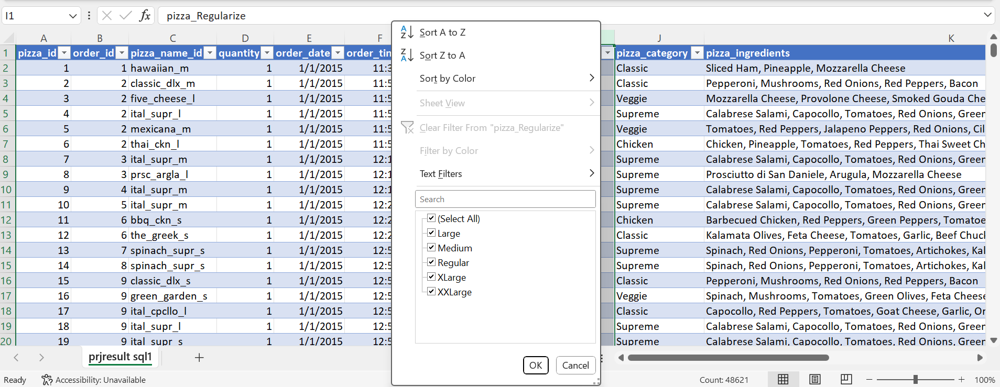 I1 fx pizza_Regularize
A B C D E F J K
1 pizza_id order_id pizza_name_id quantity order_date order_tin pizza_category pizza_ingredients
2 1 1 hawaiian_m 1 1/1/2015 11:3 Classic Sliced Ham, Pineapple, Mozzarella Cheese
3 2 2 classic_dlx_m 1 1/1/2015 11:5 Classic Pepperoni, Mushrooms, Red Onions, Red Peppers, Bacon
4 3 2 five_cheese_l 1 1/1/2015 11:5 Veggie Mozzarella Cheese, Provolone Cheese, Smoked Gouda Che
5 4 2 ital_supr_l 1 1/1/2015 11:5 Supreme Calabrese Salami, Capocollo, Tomatoes, Red Onions, Green
6 5 2 mexicana_m 1 1/1/2015 11:5 Veggie Tomatoes, Red Peppers, Jalapeno Peppers, Red Onions, Cil
7 6 2 thai_ckn_l 1 1/1/2015 11:5 Chicken Chicken, Pineapple, Tomatoes, Red Peppers, Thai Sweet Ch
8 7 3 ital_supr_m 1 1/1/2015 12:1 Supreme Calabrese Salami, Capocollo, Tomatoes, Red Onions, Green
9 8 3 prsc_argla_l 1 1/1/2015 12:1 Supreme Prosciutto di San Daniele, Arugula, Mozzarella Cheese
10 9 4 ital_supr_m 1 1/1/2015 12:1 Supreme Calabrese Salami, Capocollo, Tomatoes, Red Onions, Green
11 10 5 ital_supr_m 1 1/1/2015 12:2 Supreme Calabrese Salami, Capocollo, Tomatoes, Red Onions, Green
12 11 6 bbq_ckn_s 1 1/1/2015 12:2 Chicken Barbecued Chicken, Red Peppers, Green Peppers, Tomatoe
13 12 6 the_greek_s 1 1/1/2015 12:2 Classic Kalamata Olives, Feta Cheese, Tomatoes, Garlic, Beef Chuck
14 13 7 spinach_supr_s 1 1/1/2015 12:5 Supreme Spinach, Red Onions, Pepperoni, Tomatoes, Artichokes, Kal
15 14 8 spinach_supr_s 1 1/1/2015 12:5 Supreme Spinach, Red Onions, Pepperoni, Tomatoes, Artichokes, Kal
16 15 9 classic_dlx_s 1 1/1/2015 12:5 Classic Pepperoni, Mushrooms, Red Onions, Red Peppers, Bacon
17 16 9 green_garden_s 1 1/1/2015 12:5 Veggie Spinach, Mushrooms, Tomatoes, Green Olives, Feta Cheese
18 17 9 ital_cpcllo_l 1 1/1/2015 12:5 Classic Capocollo, Red Peppers, Tomatoes, Goat Cheese, Garlic, Or
19 18 9 ital_supr_l 1 1/1/2015 12:5 Supreme Calabrese Salami, Capocollo, Tomatoes, Red Onions, Green
20 19 9 ital_supr_s 1 1/1/2015 12:5 Supreme Calabrese Salami, Capocollo, Tomatoes, Red Onions, Green
Sort A to Z
Sort Z to A
Sort by Color
Sheet View
Clear Filter From "pizza_Regularize"
Filter by Color
Text Filters
Search
(Select All)
Large
Medium
Regular
XLarge
XXLarge
OK Cancel
prjresult sql1
Ready Accessibility: Unavailable Count: 48621 100%